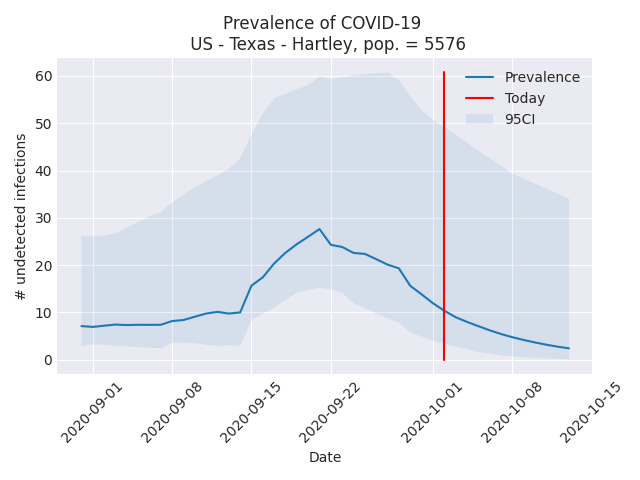 Prevalence of COVID-19
US - Texas - Hartley, pop. = 5576
Prevalence
Today
95CI
# undetected infections
60
50
40
30
20
10
0
2020-09-01
2020-09-08
2020-09-15
2020-09-22
2020-10-01
2020-10-08
2020-10-15
Date